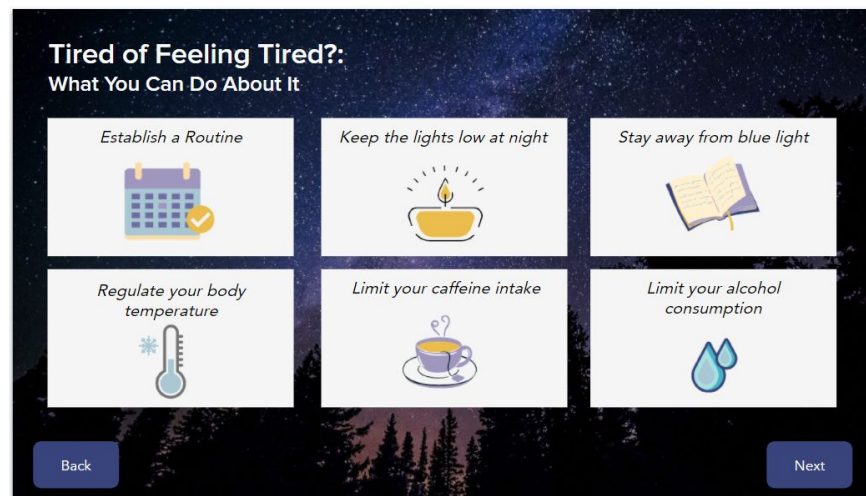 Tired of Feeling Tired?:
What You Can Do About It
Establish a Routine
Keep the lights low at night
Stay away from blue light
Regulate your body
temperature
Limit your caffeine intake
Limit your alcohol
consumption
Back
Next